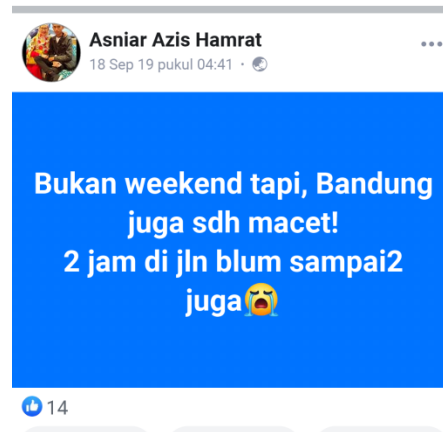 Asniar Azis Hamrat
18 Sep 19 pukul 04:41
Bukan weekend tapi, Bandung
juga sdh macet!
2 jam di jln blum sampai2
juga😭
14